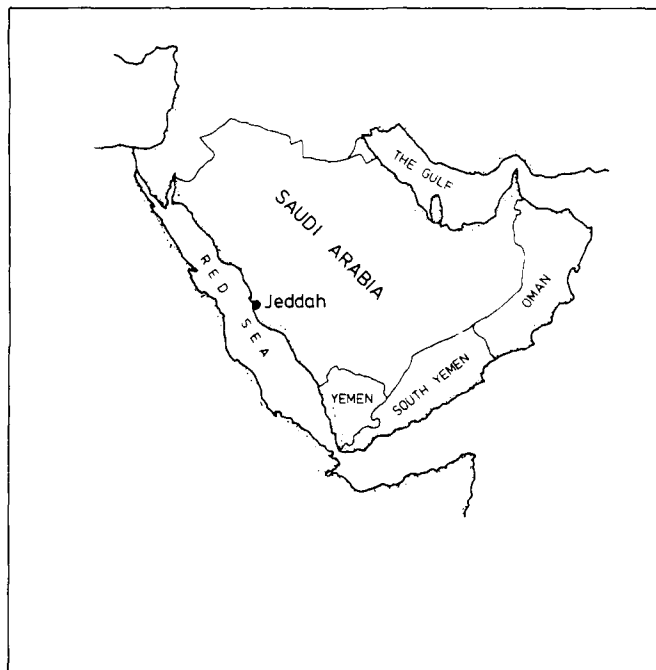 THE GULF
SAUDI ARABIA
RED SEA
Jeddah
OMAN
YEMEN
SOUTH YEMEN